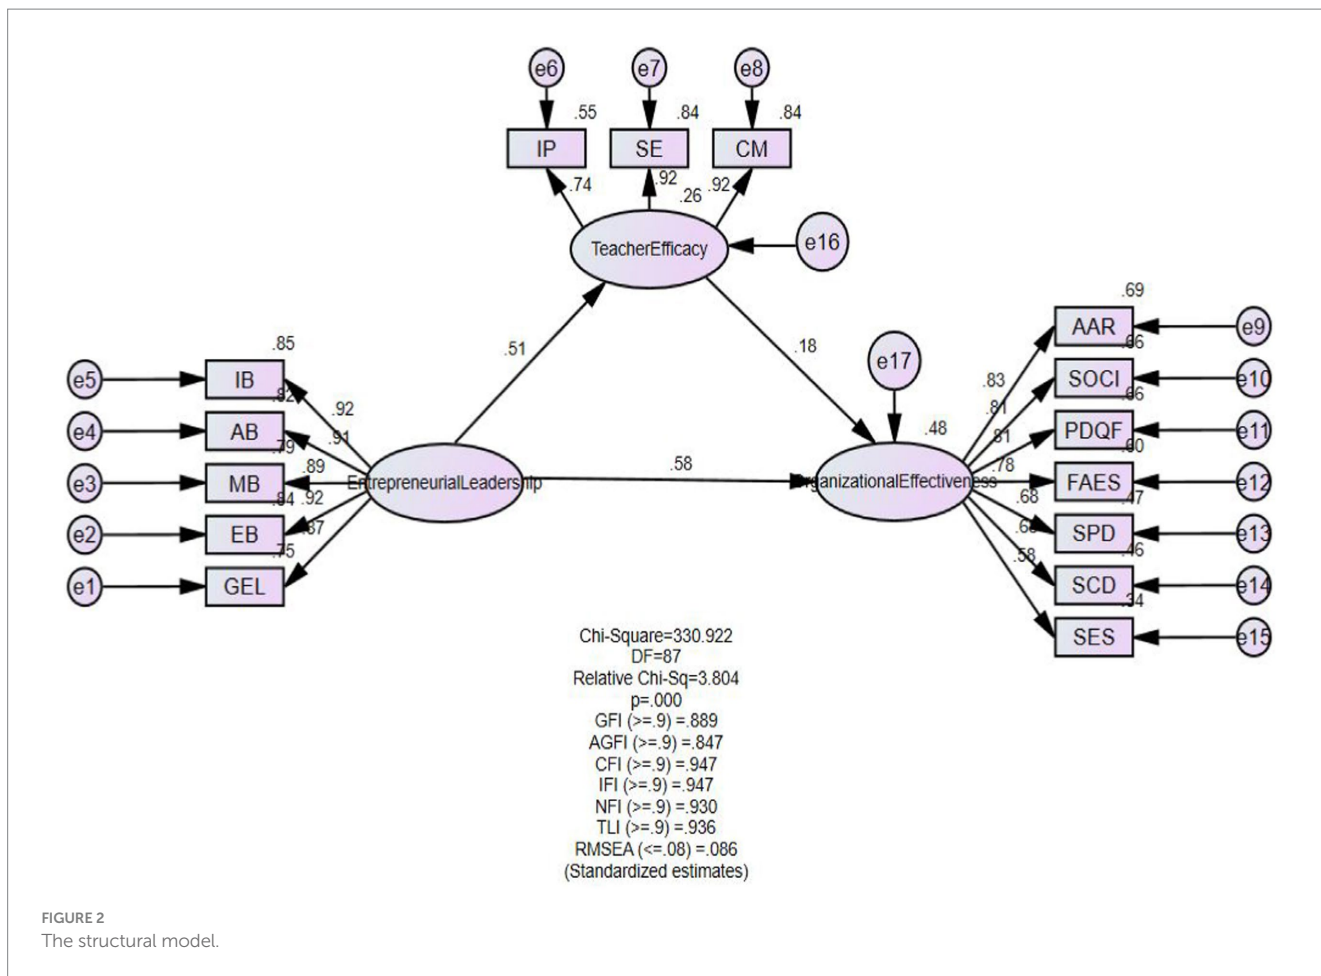 e6 e7 e8
.55 .84 .84
IP SE CM
.74 .92 .92
.26
TeacherEfficacy e16
.69
AAR e9
.66
.51 .18 e17
.85
e5 IB SOCI e10
.82 .83 .66
.92 .81
e4 AB PDQF e11
.79 .91 .48 .81 .60
.89 .58 .78
e3 MB EntrepreneurialLeadership OrganizationalEffectiveness FAES e12
.84 .92 .68 .47
e2 EB SPD e13
.75 .87 .58 .46
e1 GEL SCD e14
.34
SES e15
Chi-Square=330.922
DF=87
Relative Chi-Sq=3.804
p=.000
GFI (>=.9) =.889
AGFI (>=.9) =.847
CFI (>=.9) =.947
IFI (>=.9) =.947
NFI (>=.9) =.930
TLI (>=.9) =.936
RMSEA (<=.08) =.086
(Standardized estimates)
FIGURE 2
The structural model.